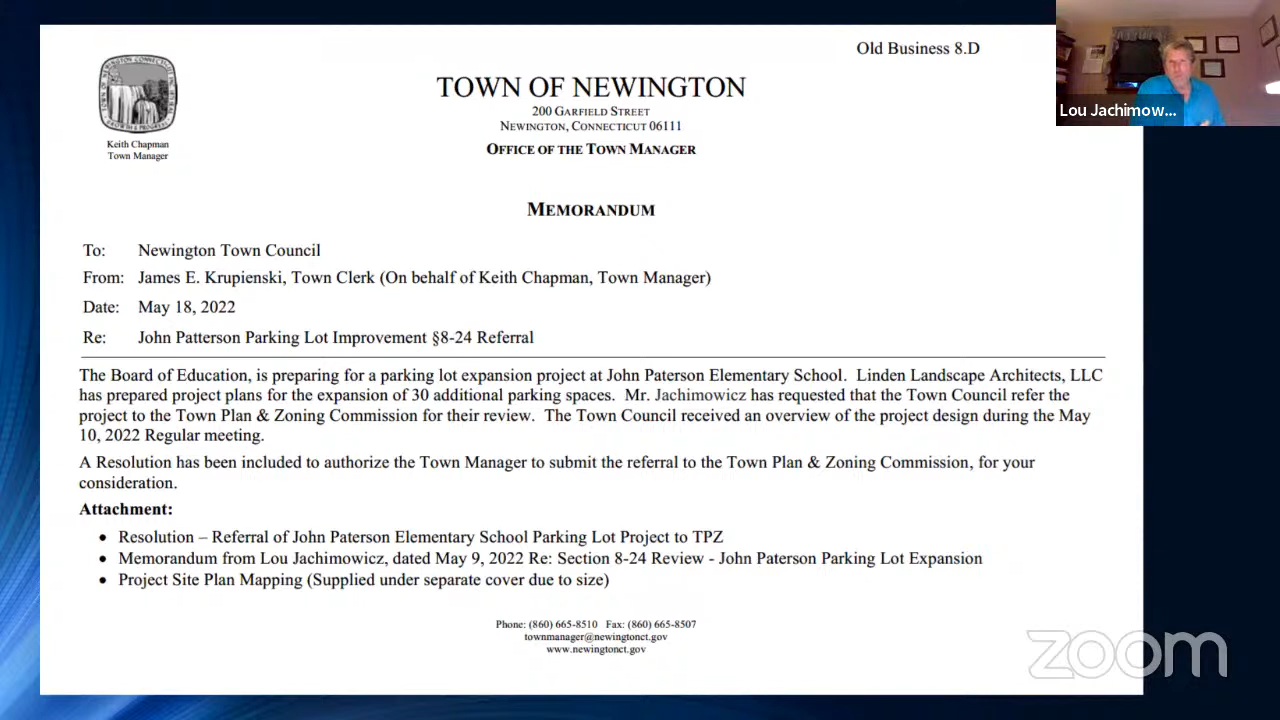 Old Business 8.D
Keith Chapman
Town Manager
TOWN OF NEWINGTON
200 GARFIELD STREET
NEWINGTON, CONNECTICUT 06111
OFFICE OF THE TOWN MANAGER
MEMORANDUM
To: Newington Town Council
From: James E. Krupienski, Town Clerk (On behalf of Keith Chapman, Town Manager)
Date: May 18, 2022
Re: John Patterson Parking Lot Improvement §8-24 Referral
The Board of Education, is preparing for a parking lot expansion project at John Paterson Elementary School. Linden Landscape Architects, LLC
has prepared project plans for the expansion of 30 additional parking spaces. Mr. Jachimowicz has requested that the Town Council refer the
project to the Town Plan & Zoning Commission for their review. The Town Council received an overview of the project design during the May
10, 2022 Regular meeting.
A Resolution has been included to authorize the Town Manager to submit the referral to the Town Plan & Zoning Commission, for your
consideration.
Attachment:
• Resolution – Referral of John Paterson Elementary School Parking Lot Project to TPZ
• Memorandum from Lou Jachimowicz, dated May 9, 2022 Re: Section 8-24 Review - John Paterson Parking Lot Expansion
• Project Site Plan Mapping (Supplied under separate cover due to size)
Phone: (860) 665-8510 Fax: (860) 665-8507
townmanager@newingtonct.gov
www.newingtonct.gov
Lou Jachimow...
zoom